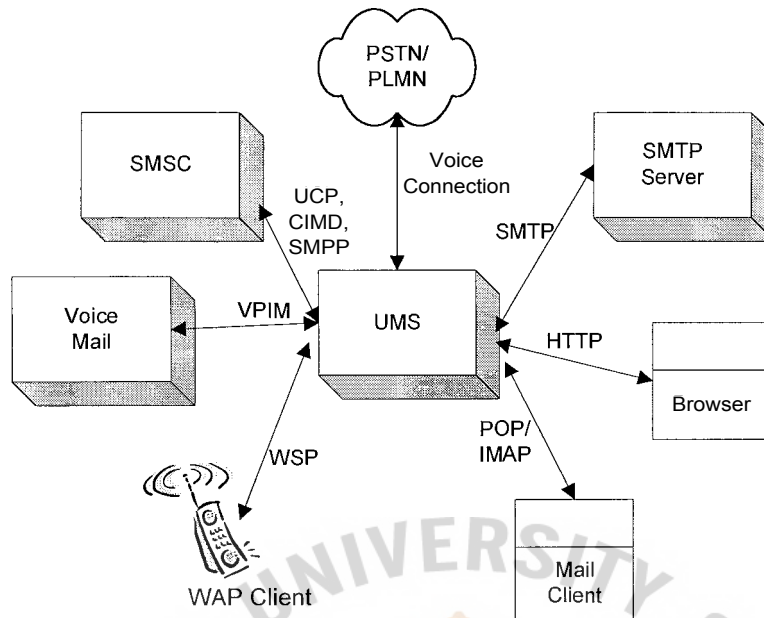 PSTN/
PLMN
SMSC
Voice
Connection
SMTP
Server
UCP,
CIMD,
SMPP
SMTP
Voice
Mail
VPIM
UMS
HTTP
Browser
WSP
POP/
IMAP
WAP Client
Mail
Client
UNIVERSITY